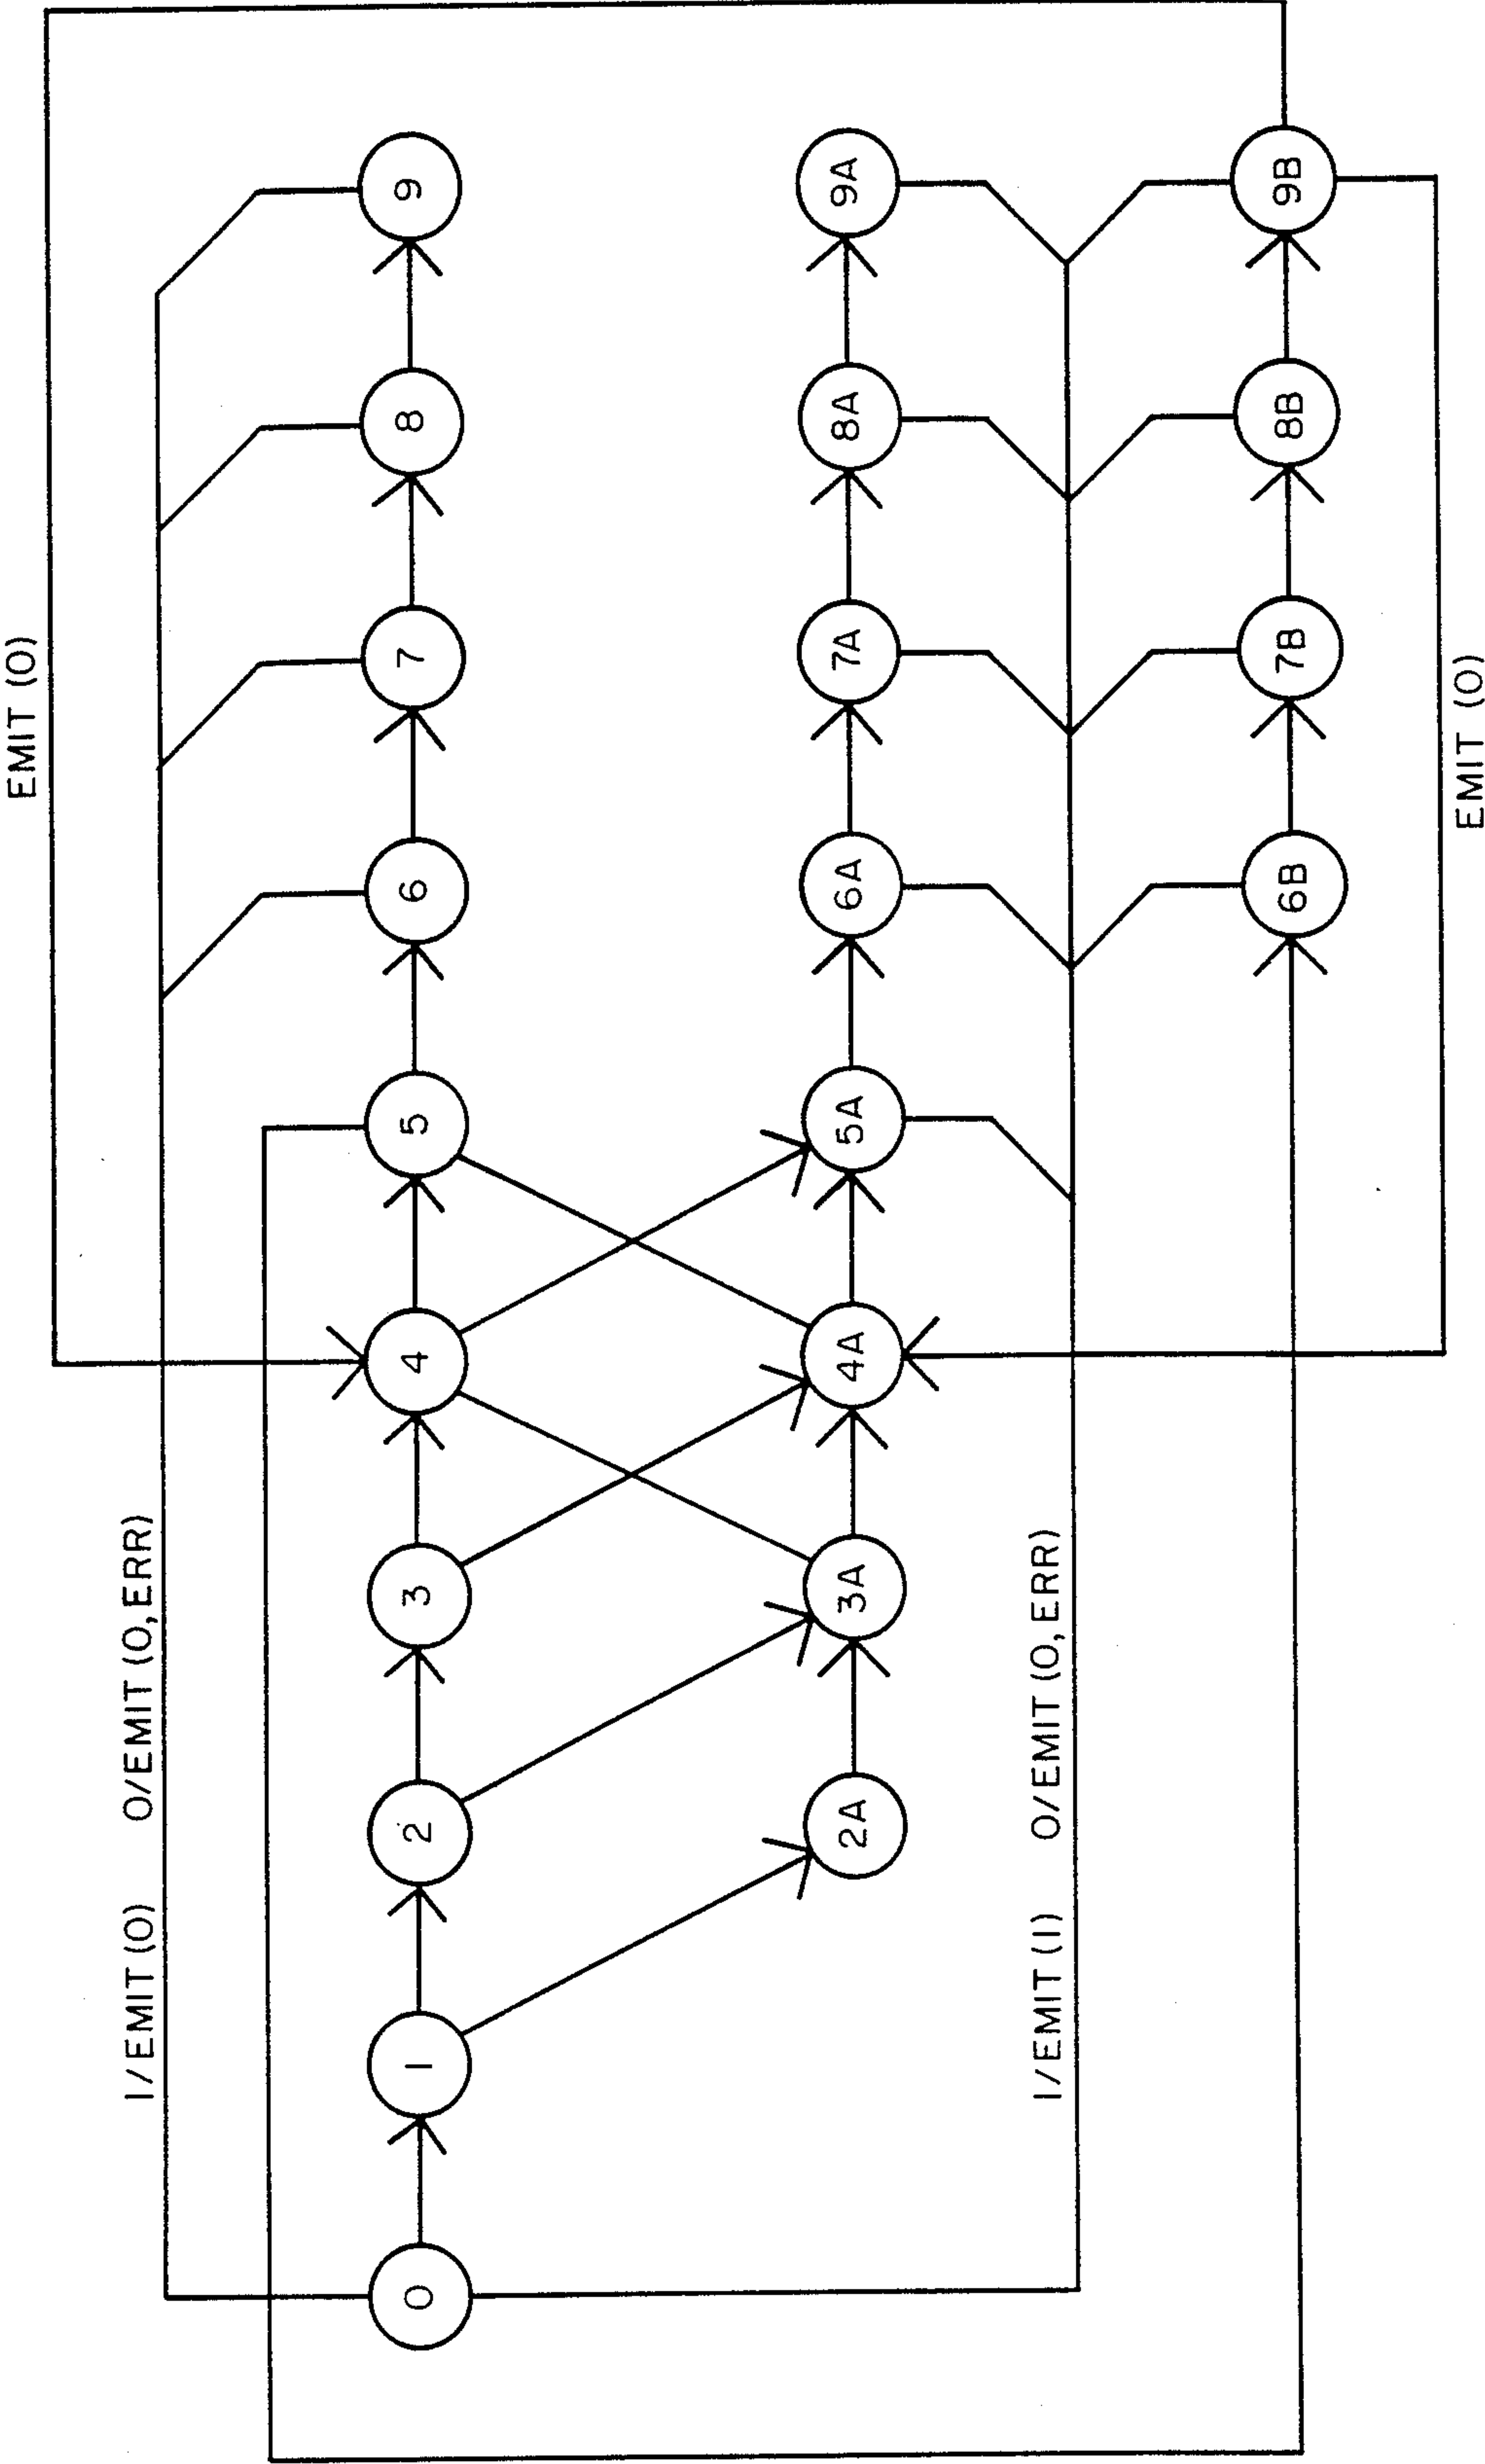 EMIT (0)
1/EMIT (0) 0/EMIT (0,ERR)
0 1 2 3 4 5 6 7 8 9
2A 3A 4A 5A 6A 7A 8A 9A
1/EMIT (1) 0/EMIT (0,ERR)
6B 7B 8B 9B
EMIT (0)